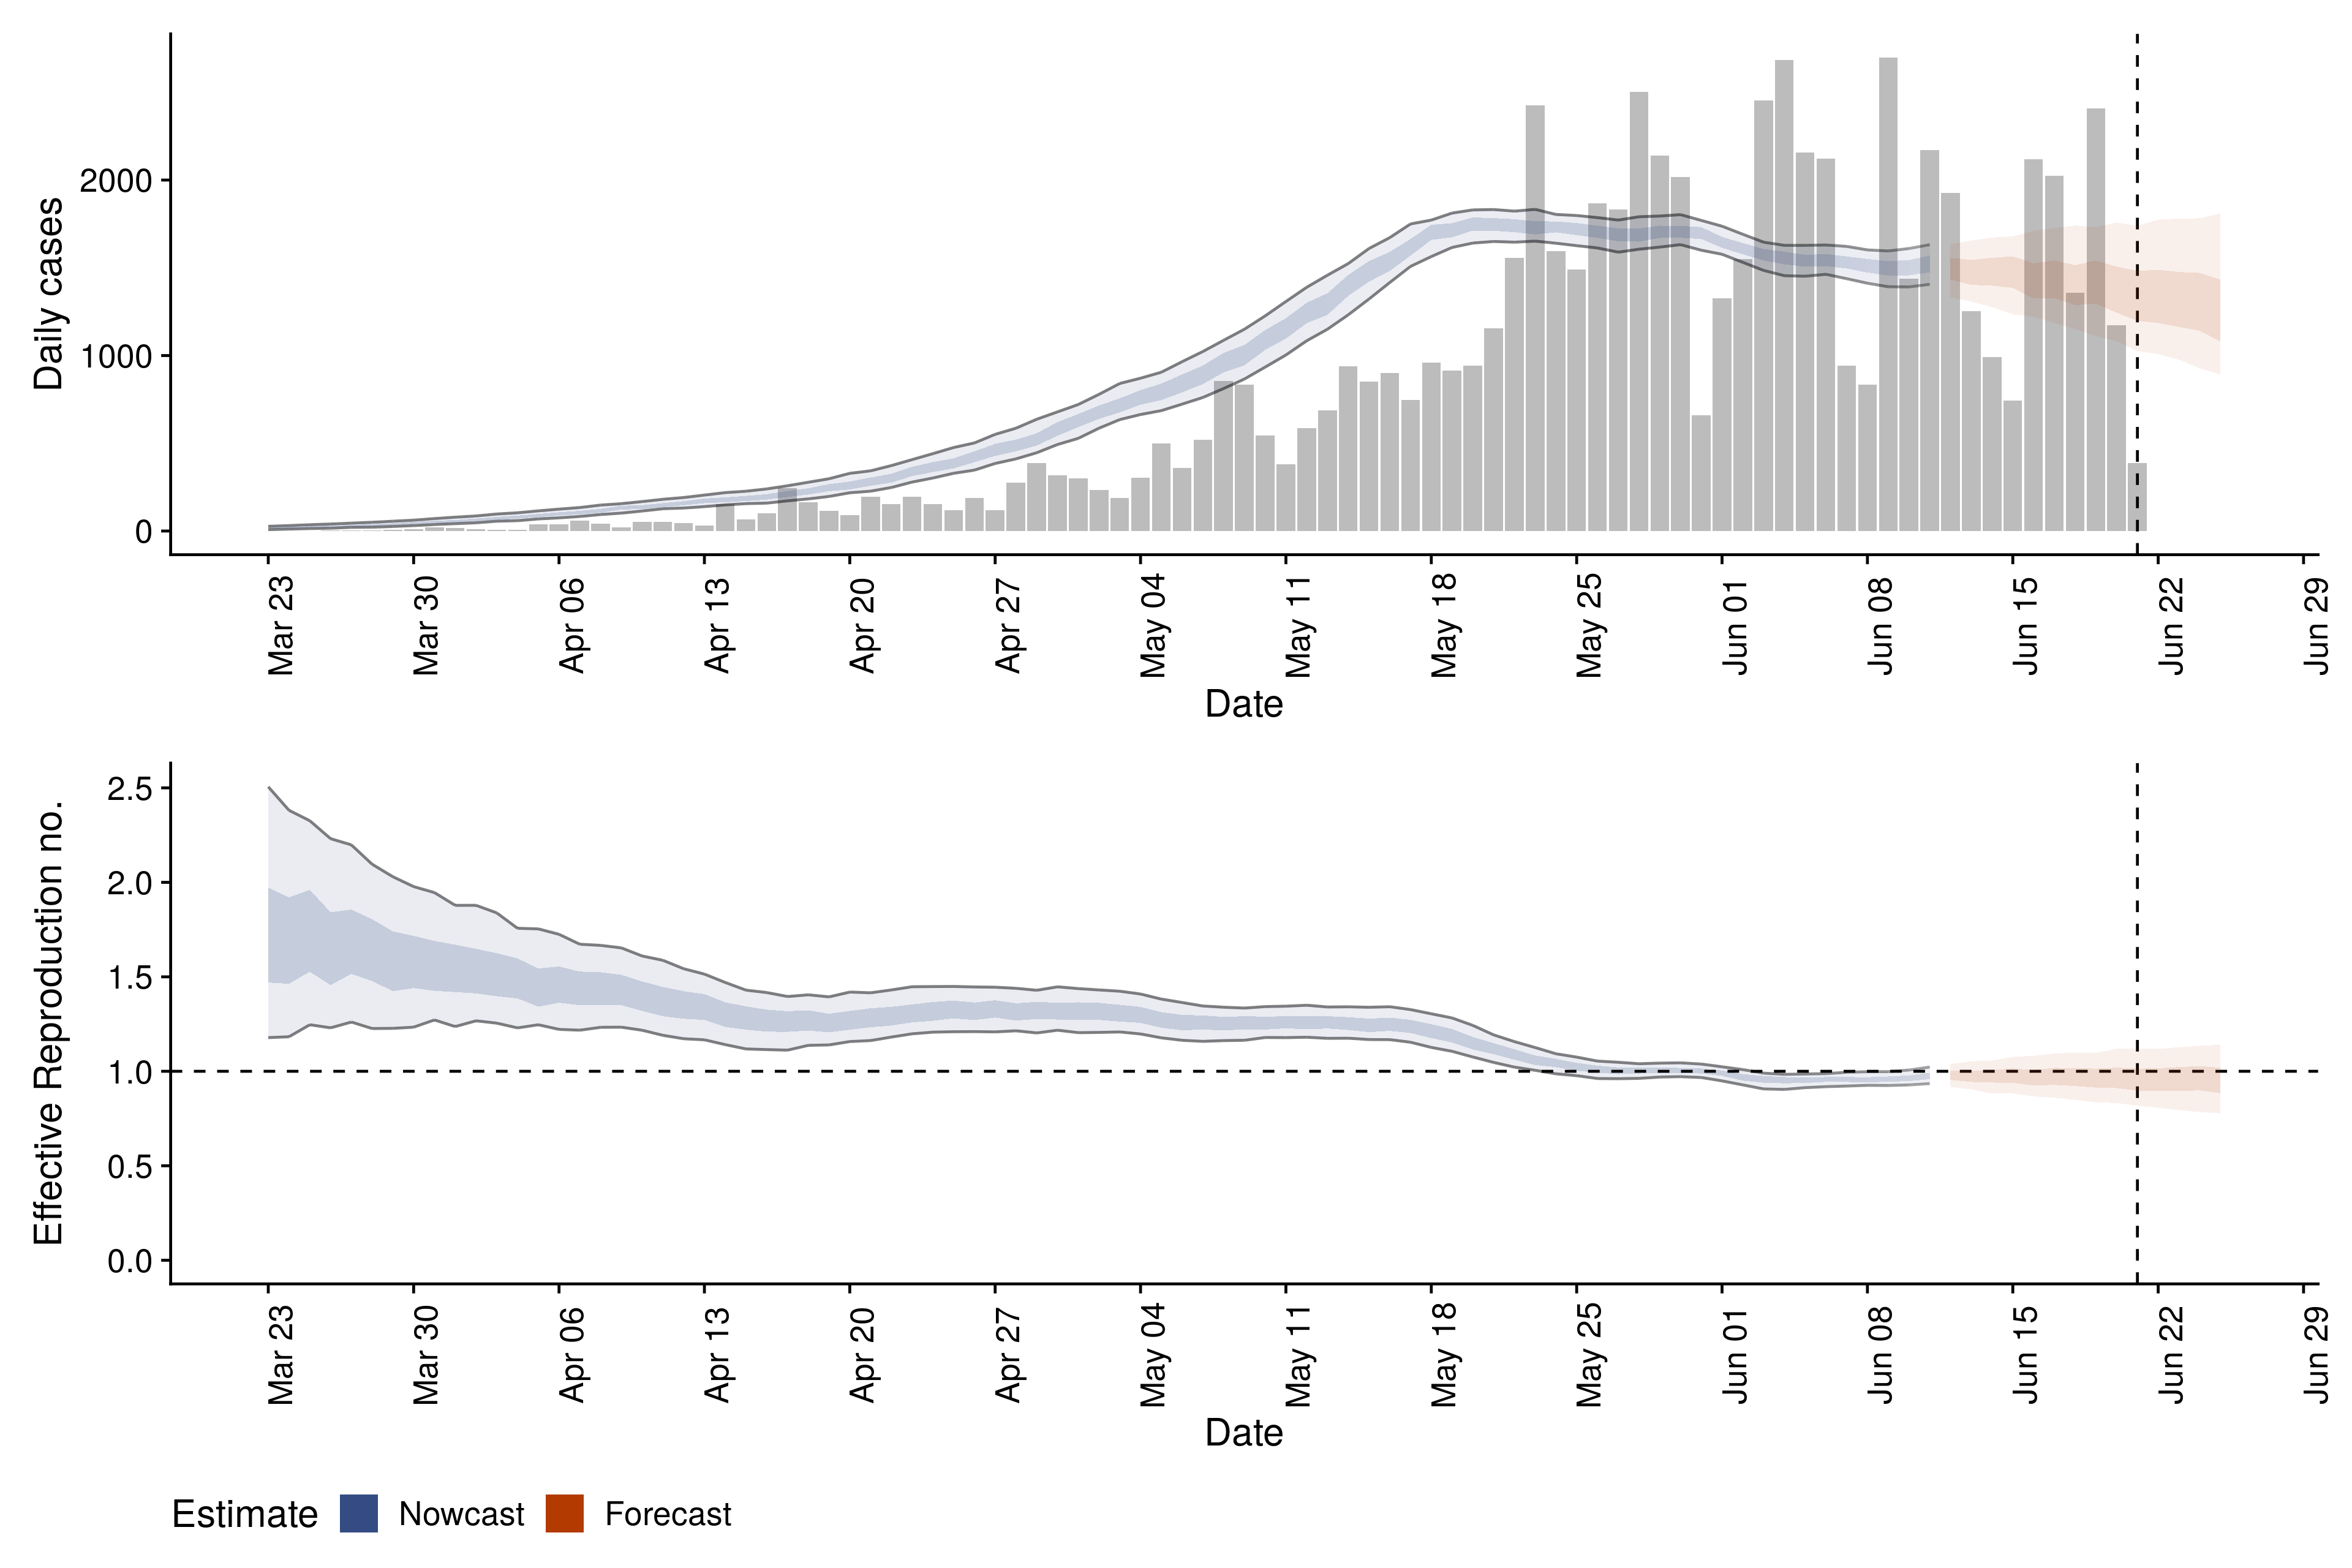 Daily cases
2000
1000
0
Mar 23
Mar 30
Apr 06
Apr 13
Apr 20
Apr 27
May 04
May 11
May 18
May 25
Jun 01
Jun 08
Jun 15
Jun 22
Jun 29
Date
Effective Reproduction no.
2.5
2.0
1.5
1.0
0.5
0.0
Mar 23
Mar 30
Apr 06
Apr 13
Apr 20
Apr 27
May 04
May 11
May 18
May 25
Jun 01
Jun 08
Jun 15
Jun 22
Jun 29
Date
Estimate Nowcast Forecast